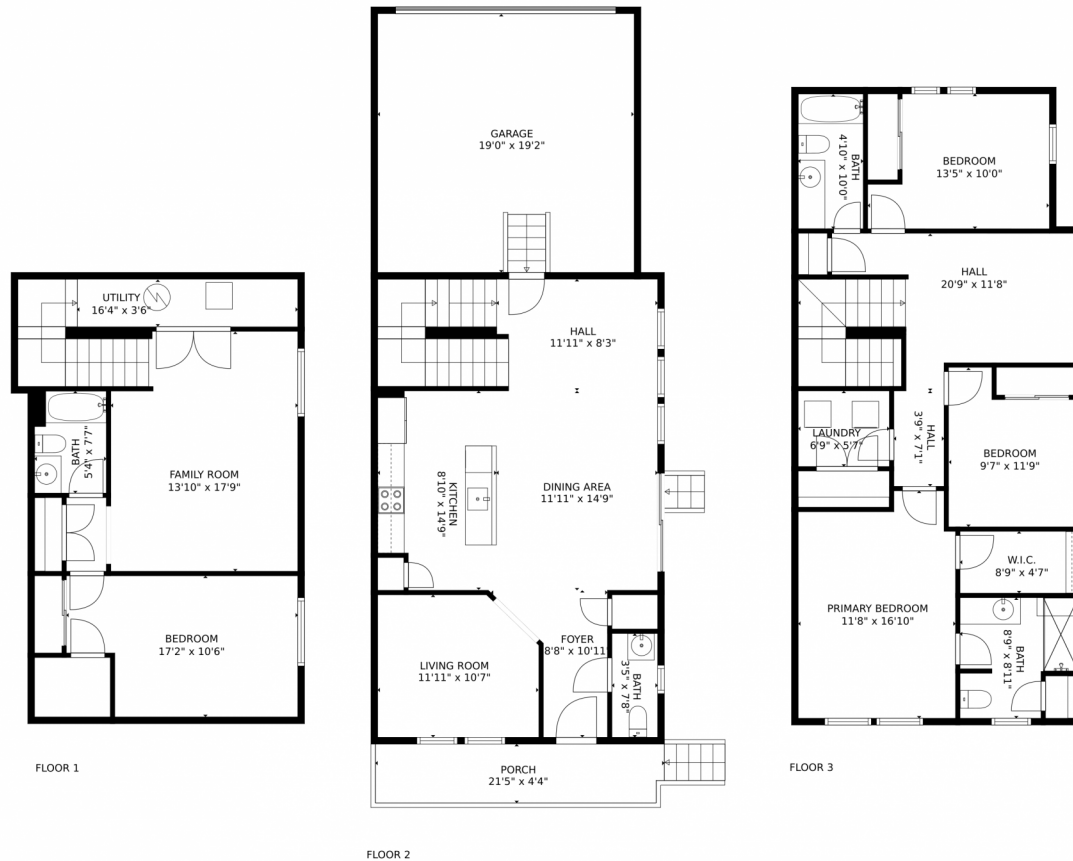 UTILITY
16'4" x 3'6"
BATH
5'4" x 7'7"
FAMILY ROOM
13'10" x 17'9"
BEDROOM
17'2" x 10'6"
FLOOR 1
GARAGE
19'0" x 19'2"
HALL
11'11" x 8'3"
KITCHEN
8'10" x 14'9"
DINING AREA
11'11" x 14'9"
LIVING ROOM
11'11" x 10'7"
FOYER
8'8" x 10'11"
BATH
3'5" x 7'8"
PORCH
21'5" x 4'4"
FLOOR 2
BATH
4'10" x 10'0"
BEDROOM
13'5" x 10'0"
HALL
20'9" x 11'8"
LAUNDRY
6'9" x 5'7"
HALL
3'9" x 7'1"
BEDROOM
9'7" x 11'9"
W.I.C.
8'9" x 4'7"
PRIMARY BEDROOM
11'8" x 16'10"
BATH
8'9" x 8'11"
FLOOR 3